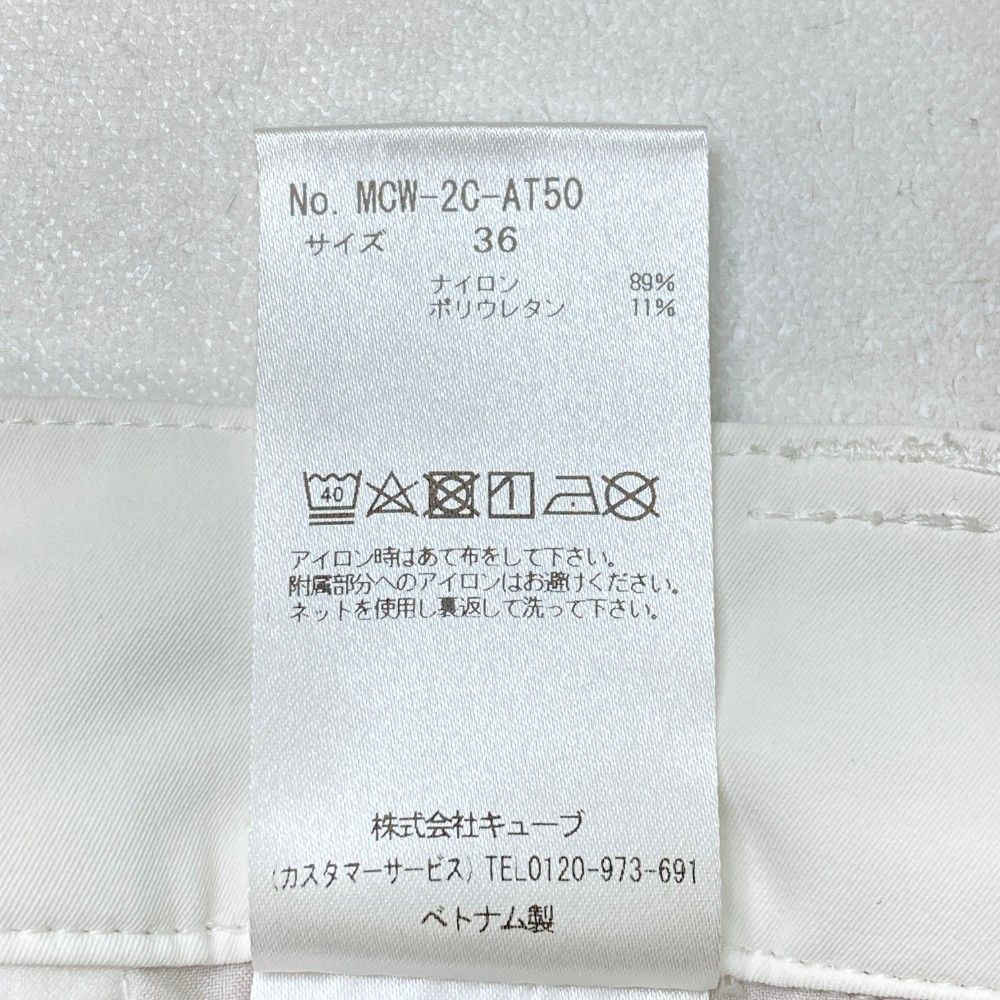 No. MCW-2C-AT50
サイズ 36
ナイロン 89%
ポリウレタン 11%
40
アイロン時はあて布をして下さい。
附属部分へのアイロンはお避けください。
ネットを使用し裏返して洗って下さい。
株式会社キューブ
(カスタマーサービス) TEL0120-973-691
ベトナム製